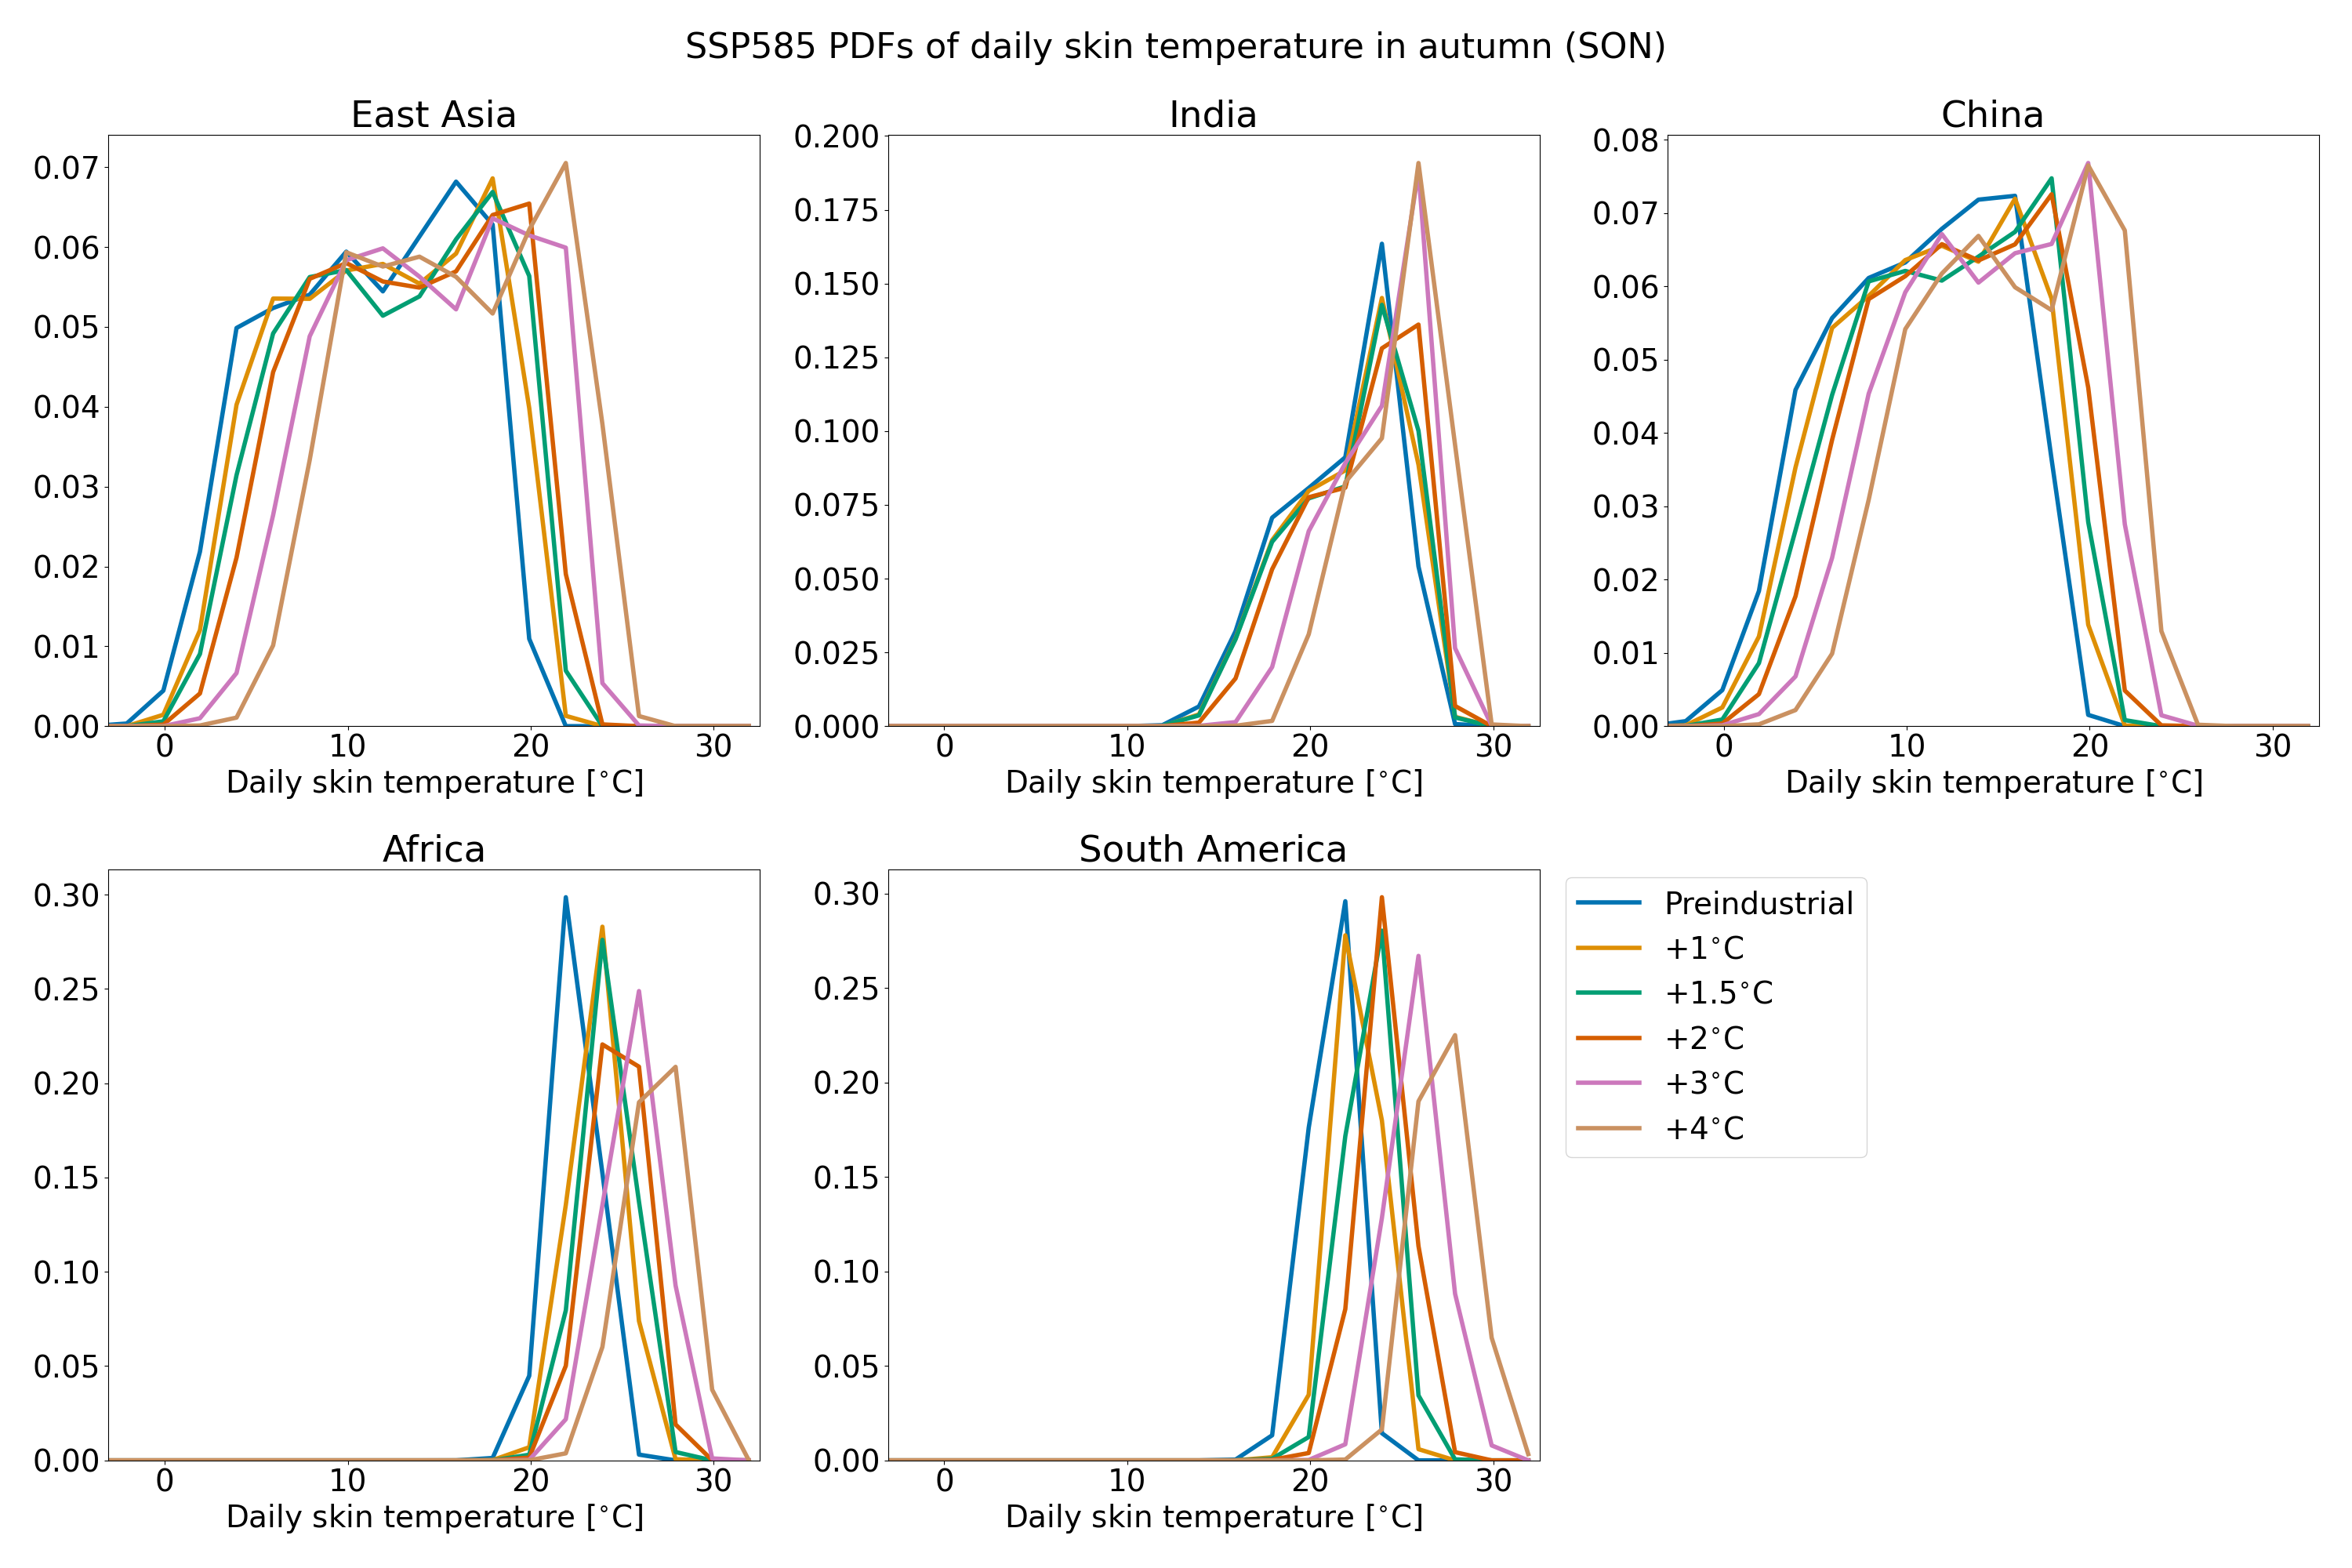 SSP585 PDFs of daily skin temperature in autumn (SON)
East Asia
0.07
0.06
0.05
0.04
0.03
0.02
0.01
0.00
0 10 20 30
Daily skin temperature [°C]
India
0.200
0.175
0.150
0.125
0.100
0.075
0.050
0.025
0.000
0 10 20 30
Daily skin temperature [°C]
China
0.08
0.07
0.06
0.05
0.04
0.03
0.02
0.01
0.00
0 10 20 30
Daily skin temperature [°C]
Africa
0.30
0.25
0.20
0.15
0.10
0.05
0.00
0 10 20 30
Daily skin temperature [°C]
South America
0.30
0.25
0.20
0.15
0.10
0.05
0.00
0 10 20 30
Daily skin temperature [°C]
Preindustrial
+1°C
+1.5°C
+2°C
+3°C
+4°C